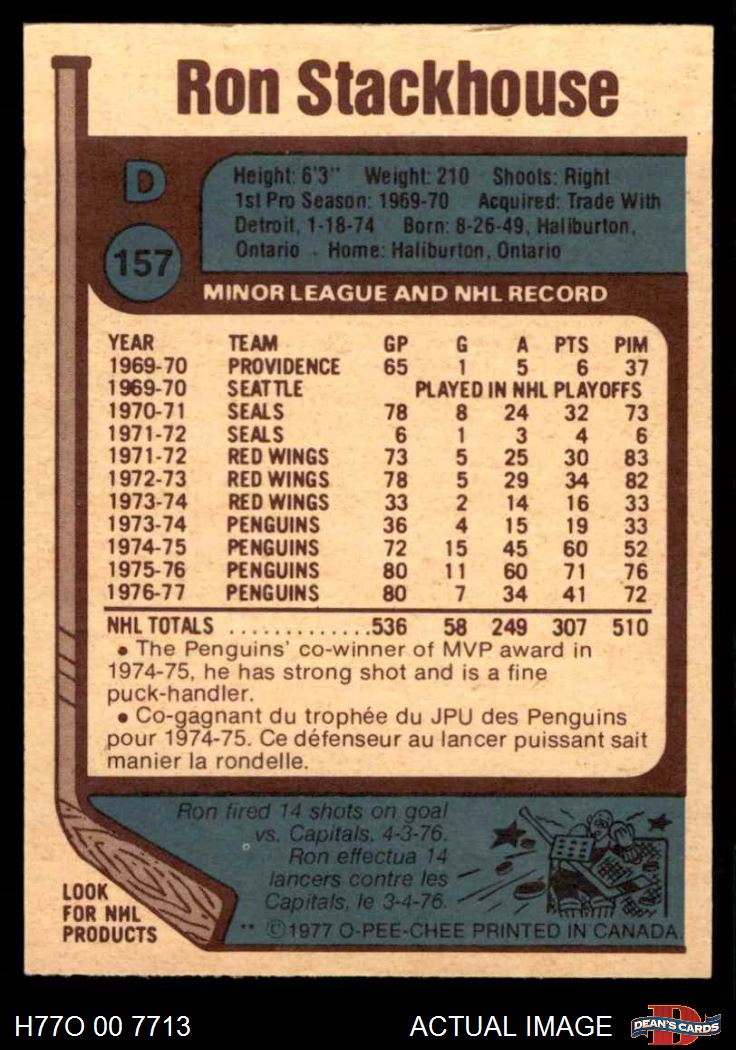 Ron Stackhouse
D
157
Height: 6'3" Weight: 210 Shoots: Right
1st Pro Season: 1969-70 Acquired: Trade With
Detroit, 1-18-74 Born: 8-26-49, Haliburton,
Ontario · Home: Haliburton, Ontario
MINOR LEAGUE AND NHL RECORD
YEAR TEAM GP G A PTS PIM
1969-70 PROVIDENCE 65 1 5 6 37
1969-70 SEATTLE PLAYED IN NHL PLAYOFFS
1970-71 SEALS 78 8 24 32 73
1971-72 SEALS 6 1 3 4 6
1971-72 RED WINGS 73 5 25 30 83
1972-73 RED WINGS 78 5 29 34 82
1973-74 RED WINGS 33 2 14 16 33
1973-74 PENGUINS 36 4 15 19 33
1974-75 PENGUINS 72 15 45 60 52
1975-76 PENGUINS 80 11 60 71 76
1976-77 PENGUINS 80 7 34 41 72
NHL TOTALS .............536 58 249 307 510
• The Penguins' co-winner of MVP award in
1974-75, he has strong shot and is a fine
puck-handler.
• Co-gagnant du trophée du JPU des Penguins
pour 1974-75. Ce défenseur au lancer puissant sait
manier la rondelle.
Ron fired 14 shots on goal
vs. Capitals. 4-3-76.
Ron effectua 14
lancers contre les
Capitals, le 3-4-76.
LOOK
FOR NHL
PRODUCTS
** ©1977 O-PEE-CHEE PRINTED IN CANADA.
H77O 00 7713
ACTUAL IMAGE
D
DEAN'S CARDS